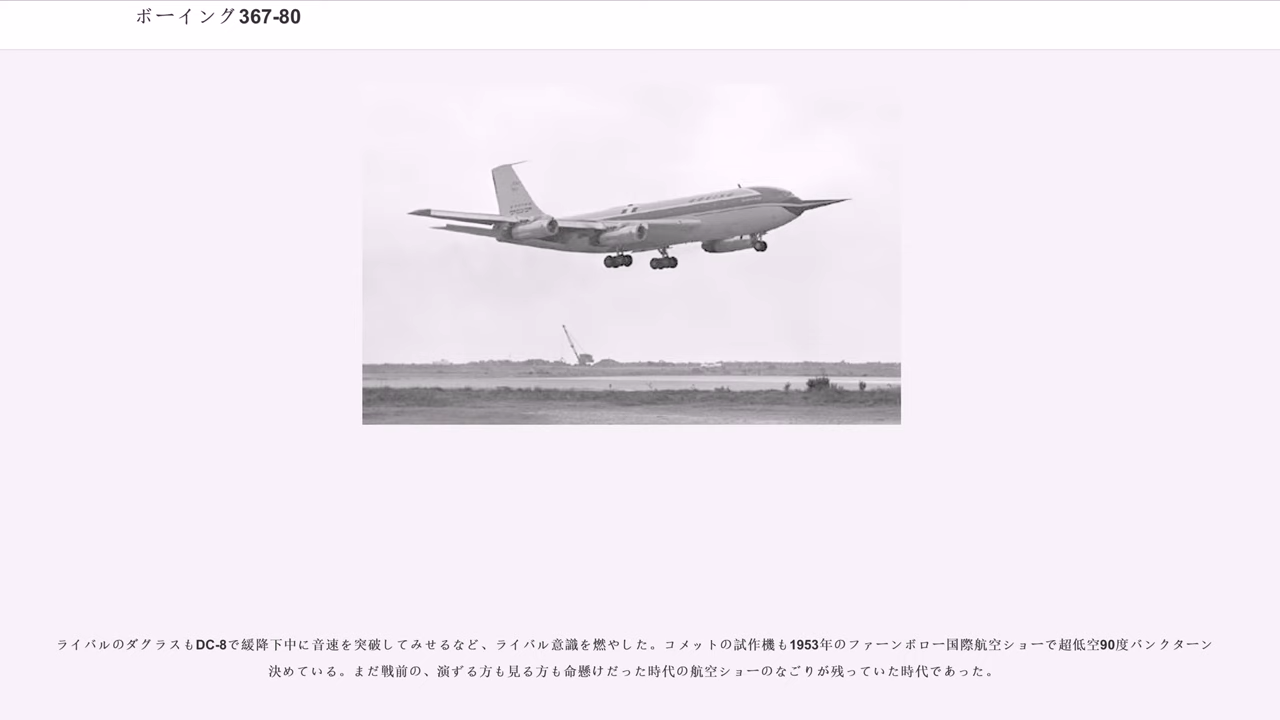 ボーイング367-80
BOEING
ライバルのダグラスもDC-8で緩降下中に音速を突破してみせるなど、ライバル意識を燃やした。コメットの試作機も1953年のファーンボロー国際航空ショーで超低空90度バンクターン
決めている。まだ戦前の、演ずる方も見る方も命懸けだった時代の航空ショーのなごりが残っていた時代であった。